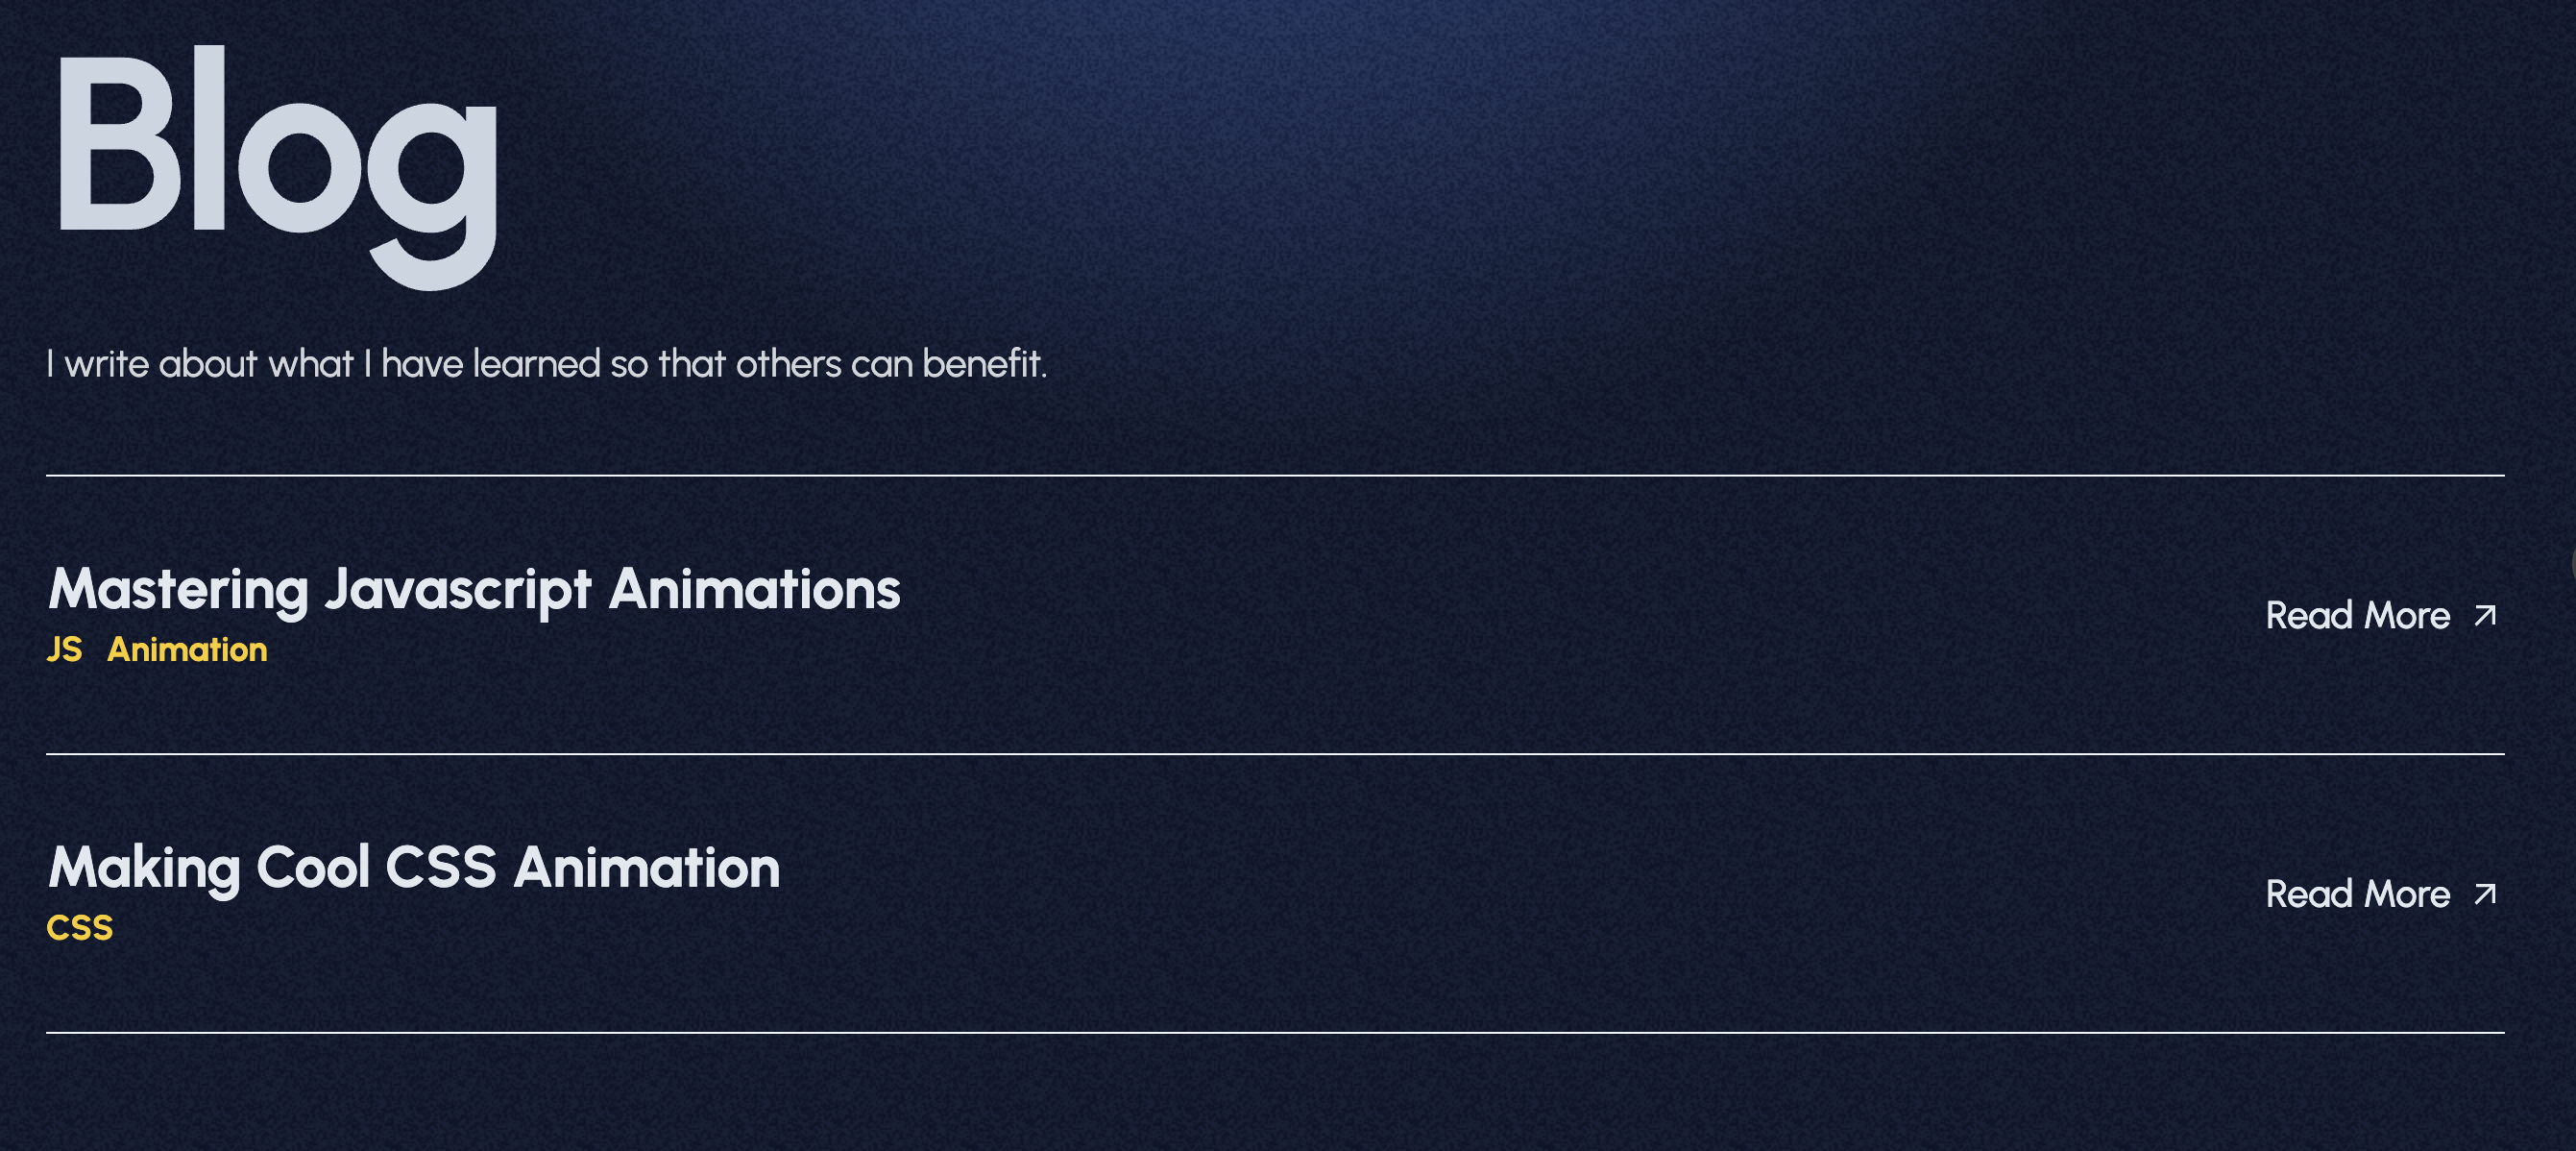 Blog
I write about what I have learned so that others can benefit.
Mastering Javascript Animations
JS Animation
Read More
Making Cool CSS Animation
CSS
Read More